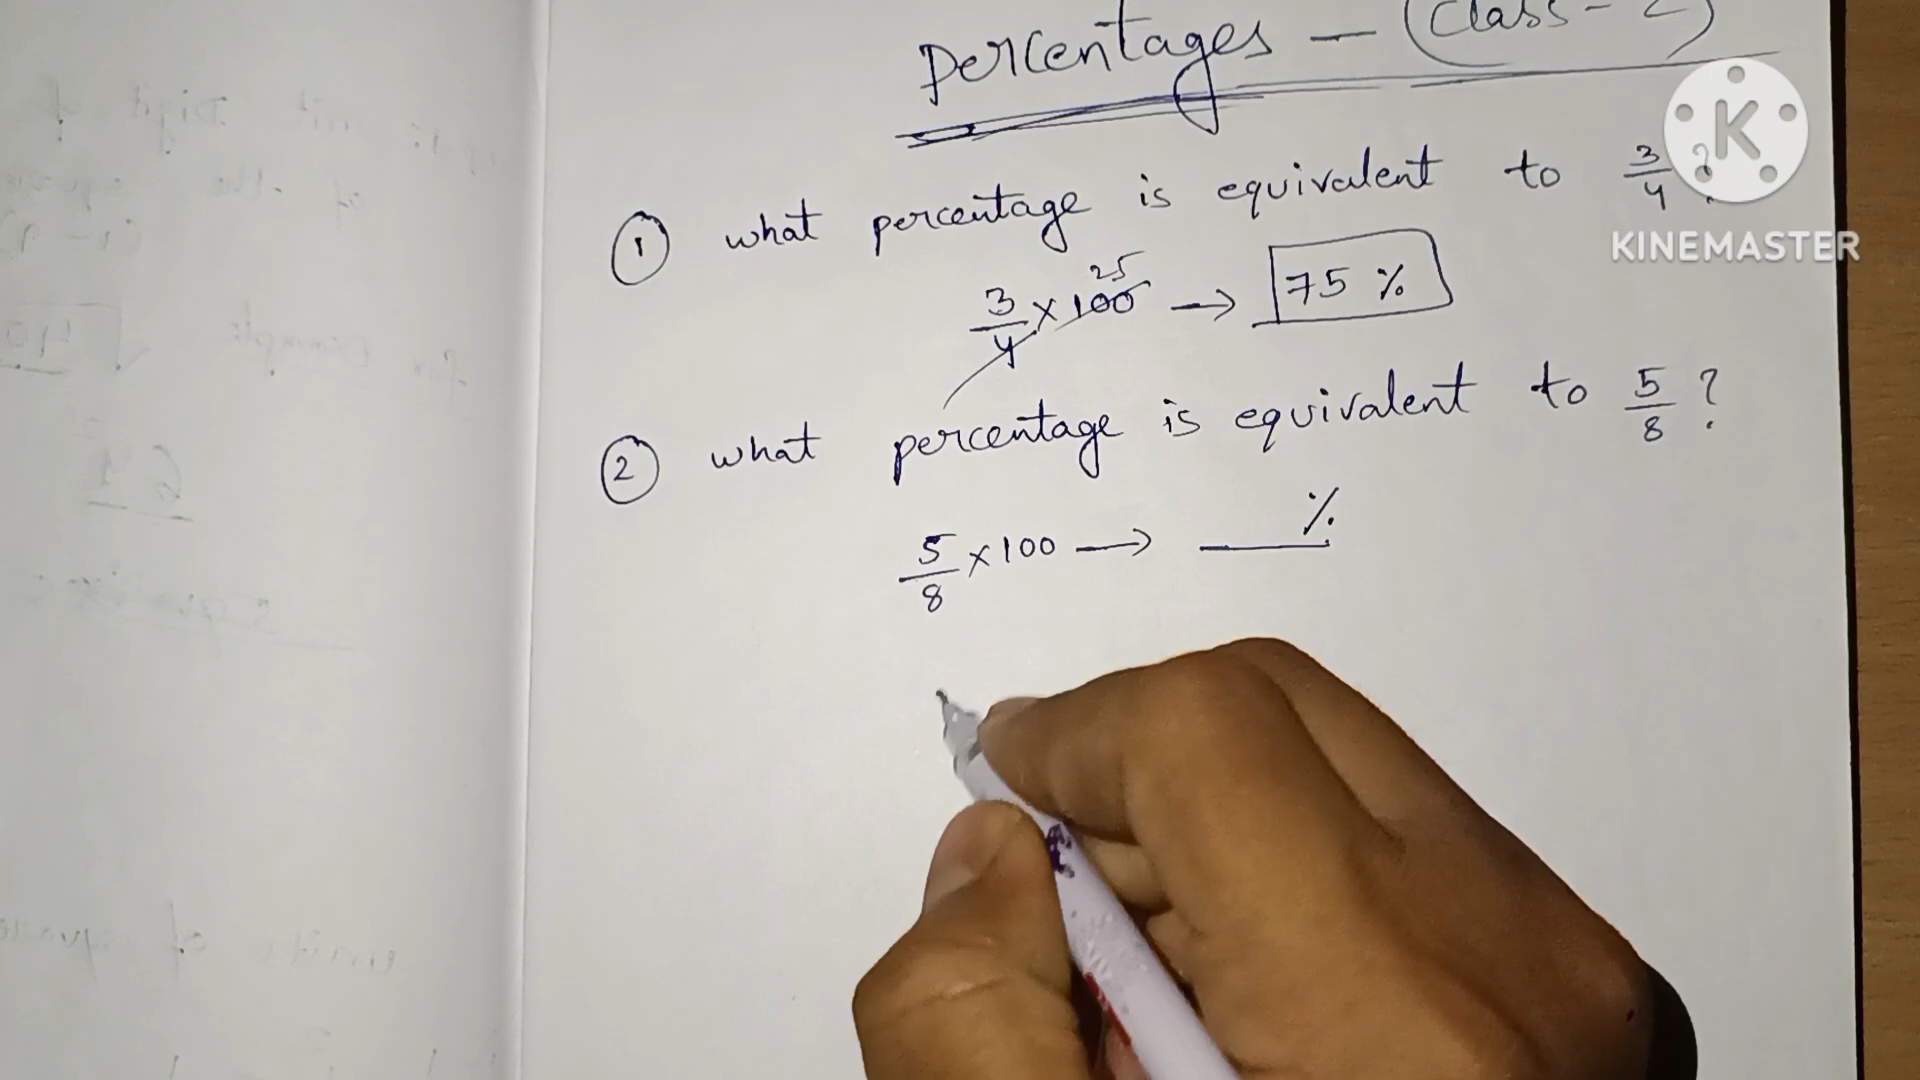 Percentages - (Class - 2)
① what percentage is equivalent to 3/4 ?
3/4 × 100 25 → 75 %
② what percentage is equivalent to 5/8 ?
5/8 × 100 → ___ %
K
KINEMASTER